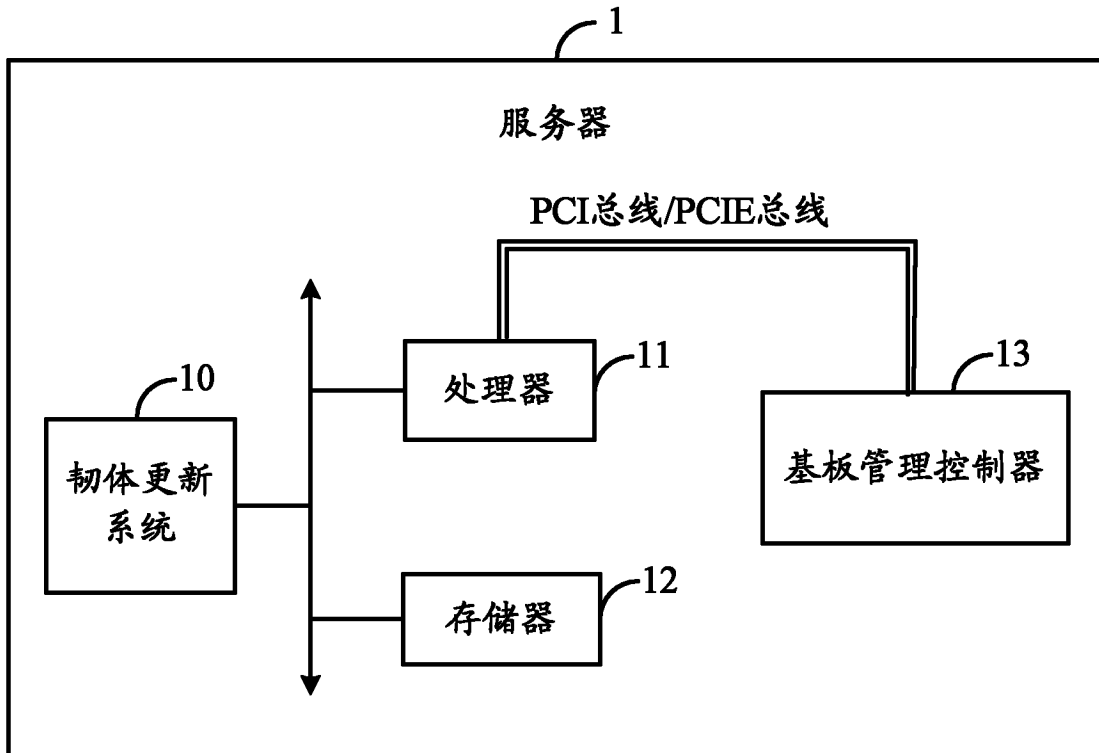 1
服务器
PCI总线/PCIE总线
处理器
11
13
10
韧体更新
系统
基板管理控制器
存储器
12